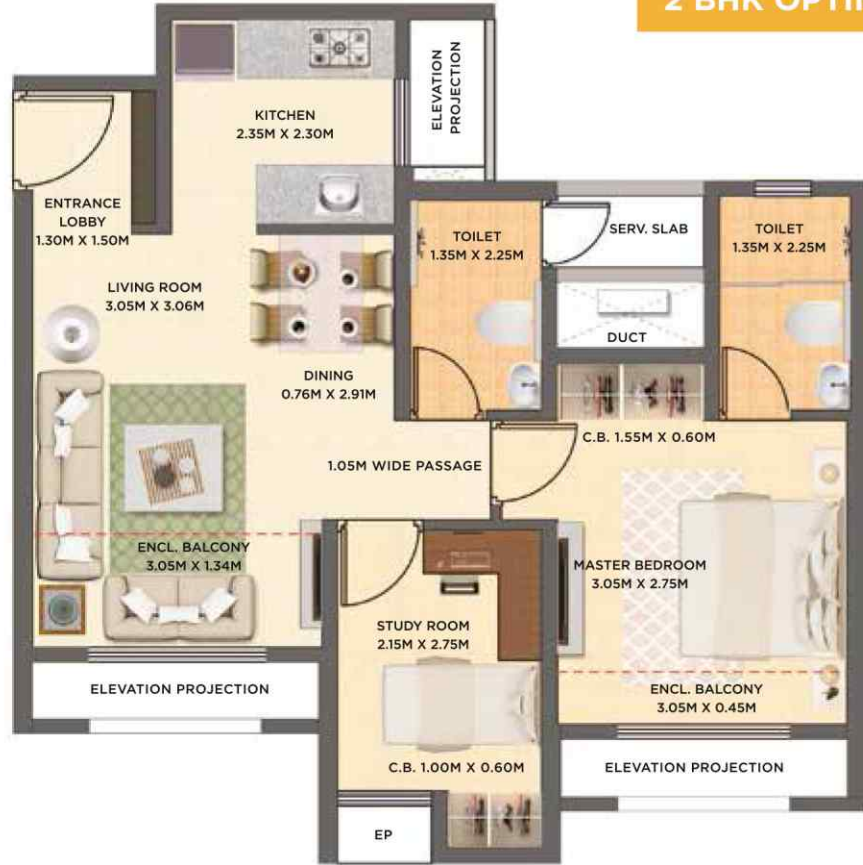 2 BHK
ELEVATION
PROJECTION
KITCHEN
2.35M X 2.30M
ENTRANCE
LOBBY
1.30M X 1.50M
TOILET
1.35M X 2.25M
SERV. SLAB
TOILET
1.35M X 2.25M
LIVING ROOM
3.05M X 3.06M
DUCT
DINING
0.76M X 2.91M
C.B. 1.55M X 0.60M
1.05M WIDE PASSAGE
ENCL. BALCONY
3.05M X 1.34M
MASTER BEDROOM
3.05M X 2.75M
STUDY ROOM
2.15M X 2.75M
ELEVATION PROJECTION
ENCL. BALCONY
3.05M X 0.45M
C.B. 1.00M X 0.60M
ELEVATION PROJECTION
EP